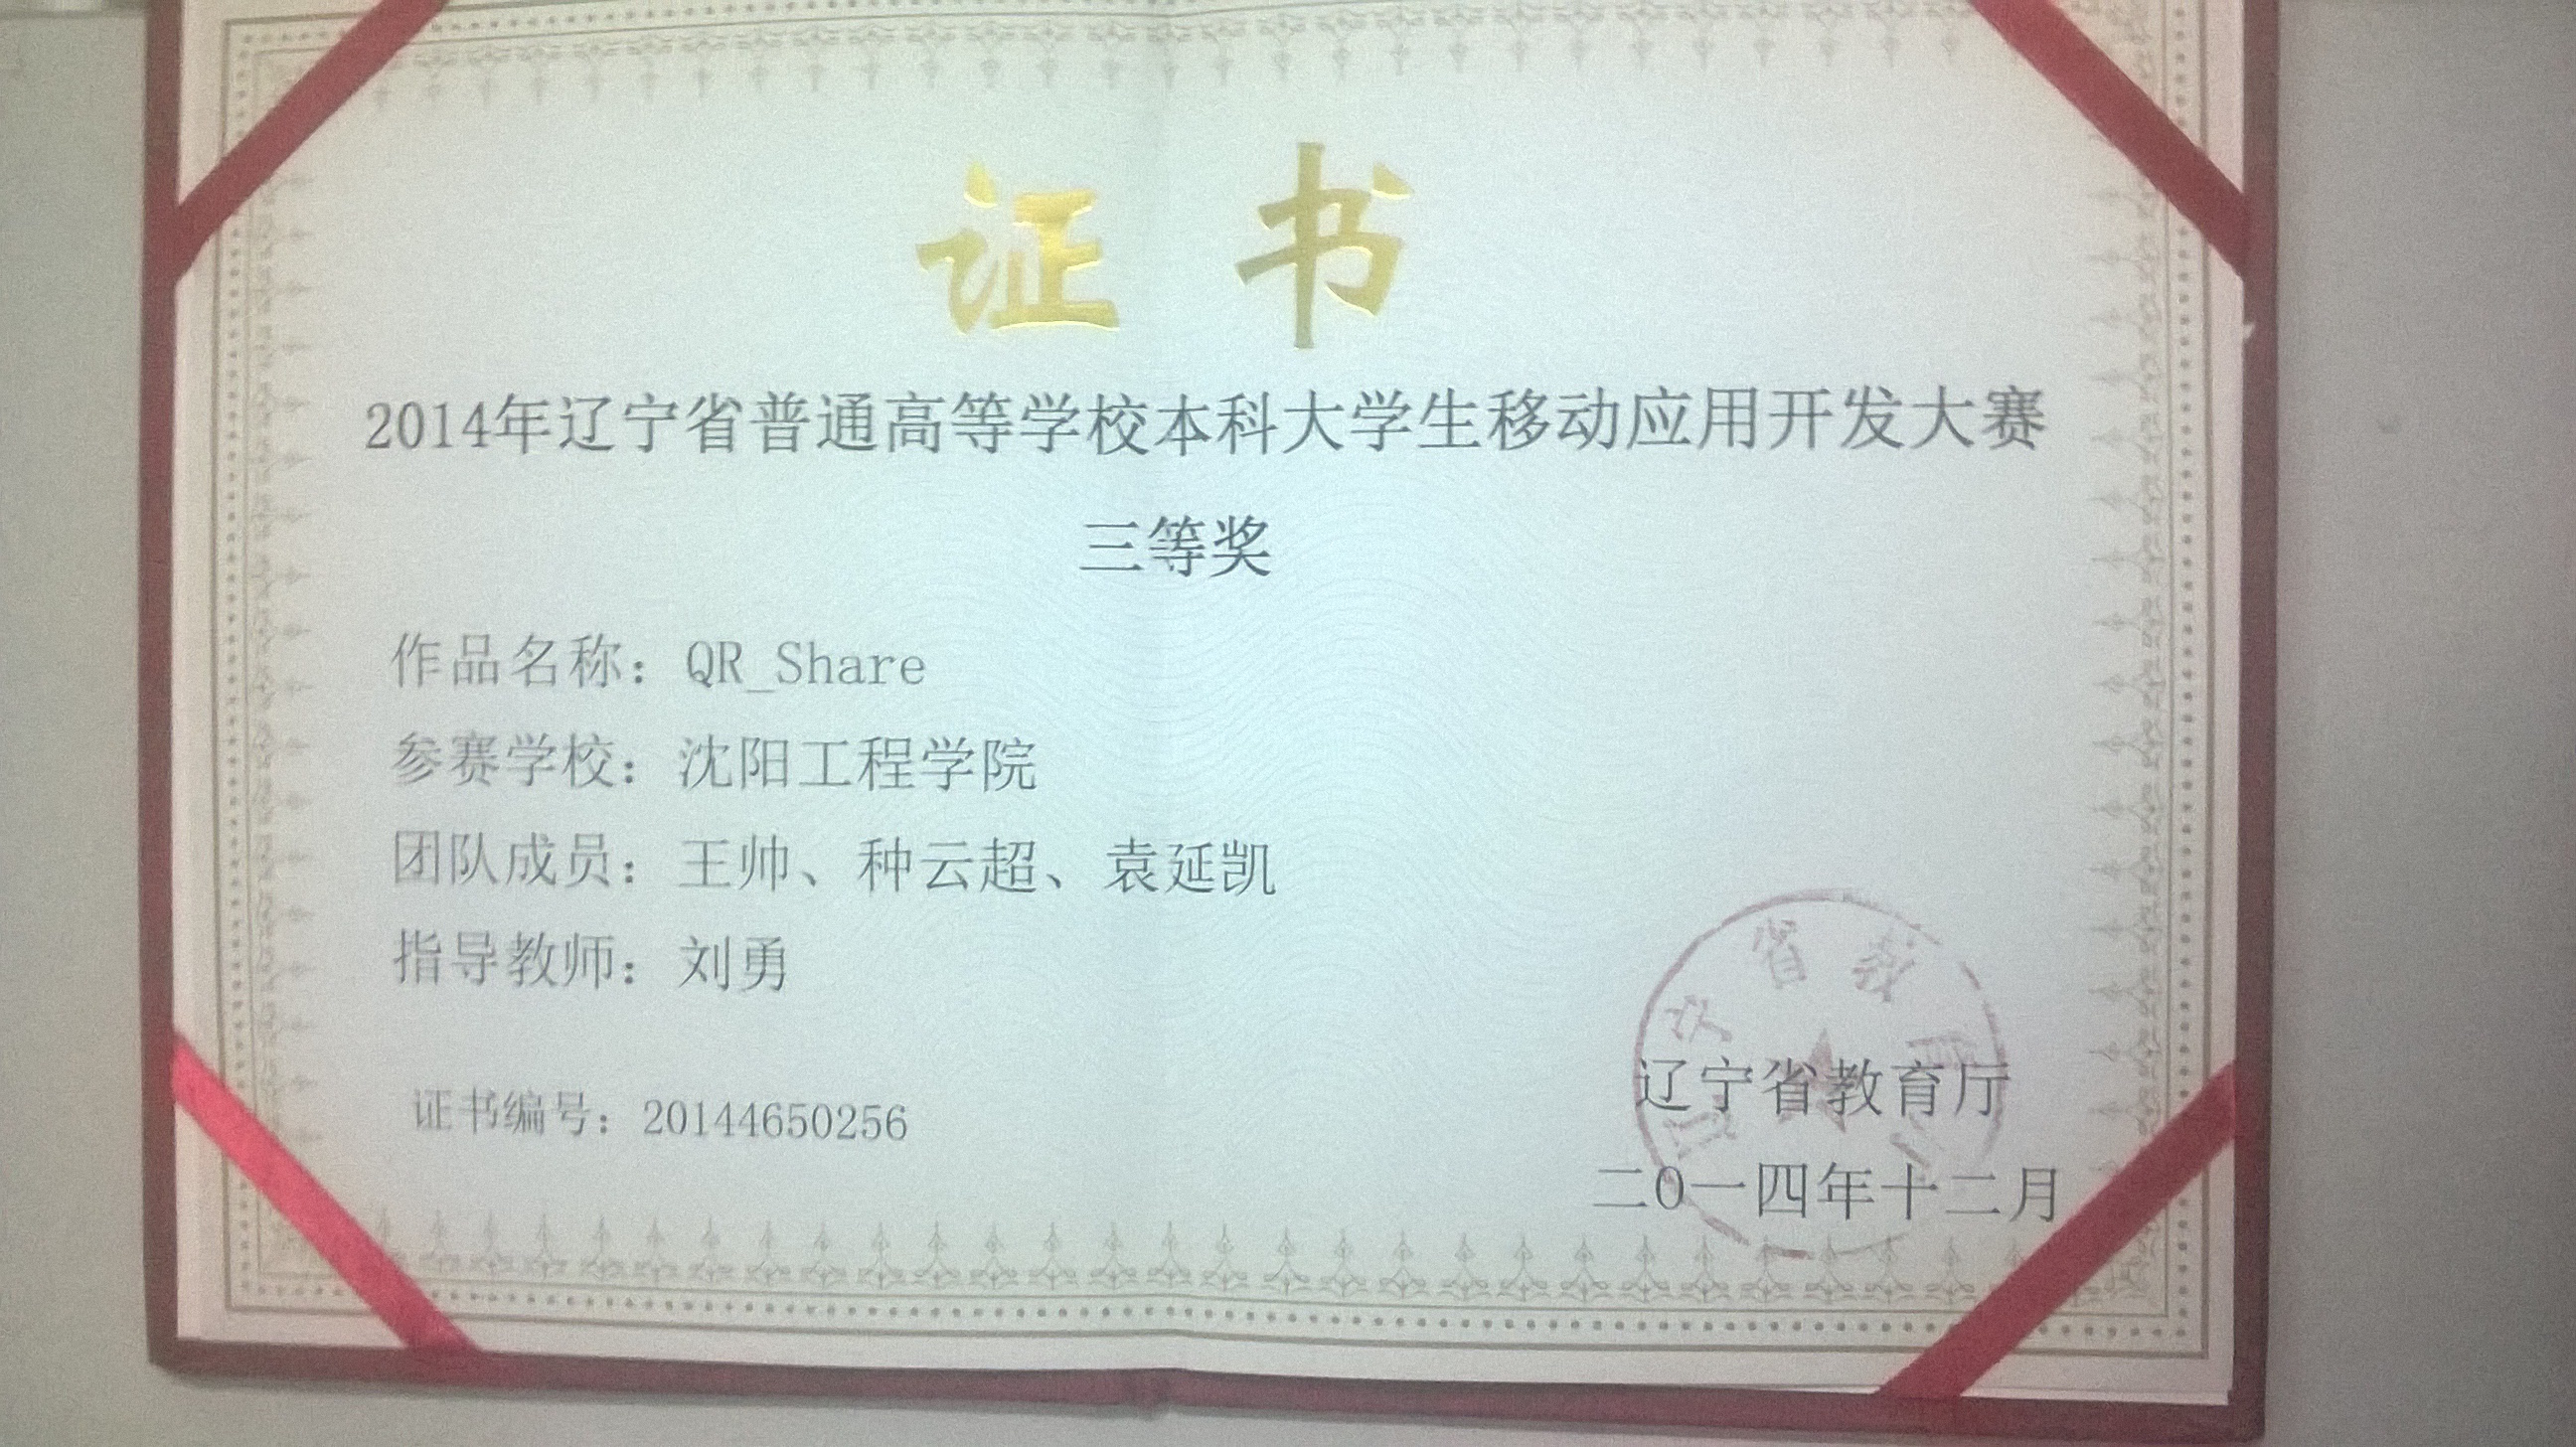 证书
2014年辽宁省普通高等学校本科大学生移动应用开发大赛
三等奖
作品名称：QR_Share
参赛学校：沈阳工程学院
团队成员：王帅、种云超、袁延凯
指导教师：刘勇
证书编号：20144650256
省教
辽宁省教育厅
二〇一四年十二月